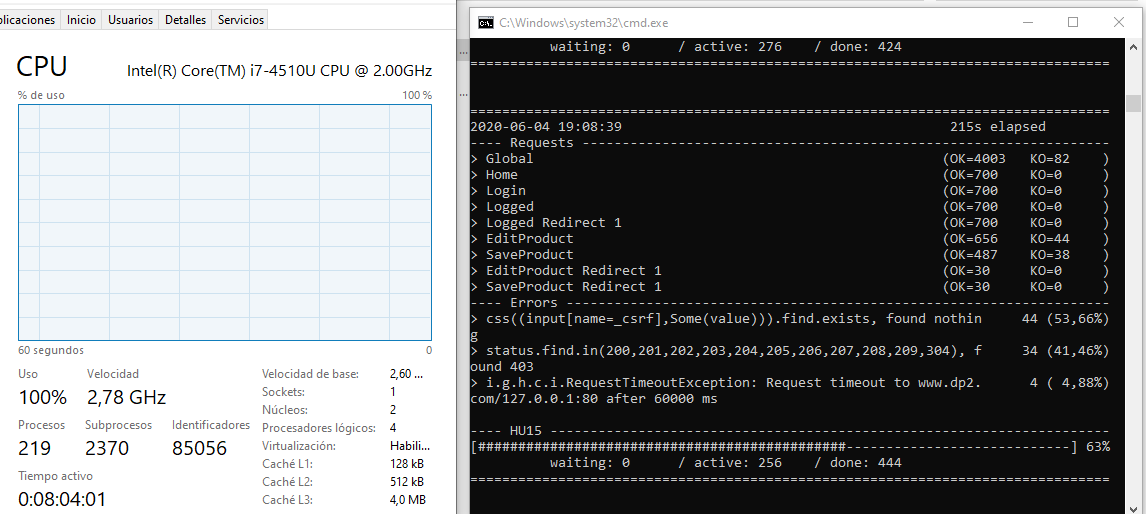 plicaciones Inicio Usuarios Detalles Servicios
CPU
Intel(R) Core(TM) i7-4510U CPU @ 2.00GHz
% de uso 100 %
60 segundos 0
Uso Velocidad
100% 2,78 GHz
Procesos Subprocesos Identificadores
219 2370 85056
Tiempo activo
0:08:04:01
Velocidad de base: 2,60 ...
Sockets: 1
Núcleos: 2
Procesadores lógicos: 4
Virtualización: Habili...
Caché L1: 128 kB
Caché L2: 512 kB
Caché L3: 4,0 MB
C:\Windows\system32\cmd.exe
waiting: 0 / active: 276 / done: 424
================================================================================
================================================================================
2020-06-04 19:08:39 215s elapsed
---- Requests ------------------------------------------------------------------
> Global (OK=4003 KO=82 )
> Home (OK=700 KO=0 )
> Login (OK=700 KO=0 )
> Logged (OK=700 KO=0 )
> Logged Redirect 1 (OK=700 KO=0 )
> EditProduct (OK=656 KO=44 )
> SaveProduct (OK=487 KO=38 )
> EditProduct Redirect 1 (OK=30 KO=0 )
> SaveProduct Redirect 1 (OK=30 KO=0 )
---- Errors --------------------------------------------------------------------
> css((input[name=_csrf],Some(value))).find.exists, found nothin 44 (53,66%)
g
> status.find.in(200,201,202,203,204,205,206,207,208,209,304), f 34 (41,46%)
ound 403
> i.g.h.c.i.RequestTimeoutException: Request timeout to www.dp2. 4 ( 4,88%)
com/127.0.0.1:80 after 60000 ms
---- HU15 ----------------------------------------------------------------------
[##############################################----------------------------] 63%
waiting: 0 / active: 256 / done: 444
================================================================================